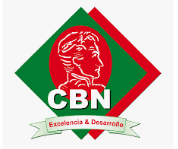 CBN
Excelencia & Desarrollo